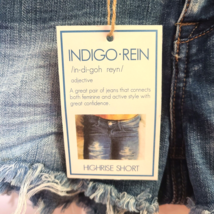 INDIGO·REIN
/in-di-goh reyn/
adjective
A great pair of jeans that connects
both feminine and active style with
great confidence.
HIGHRISE SHORT